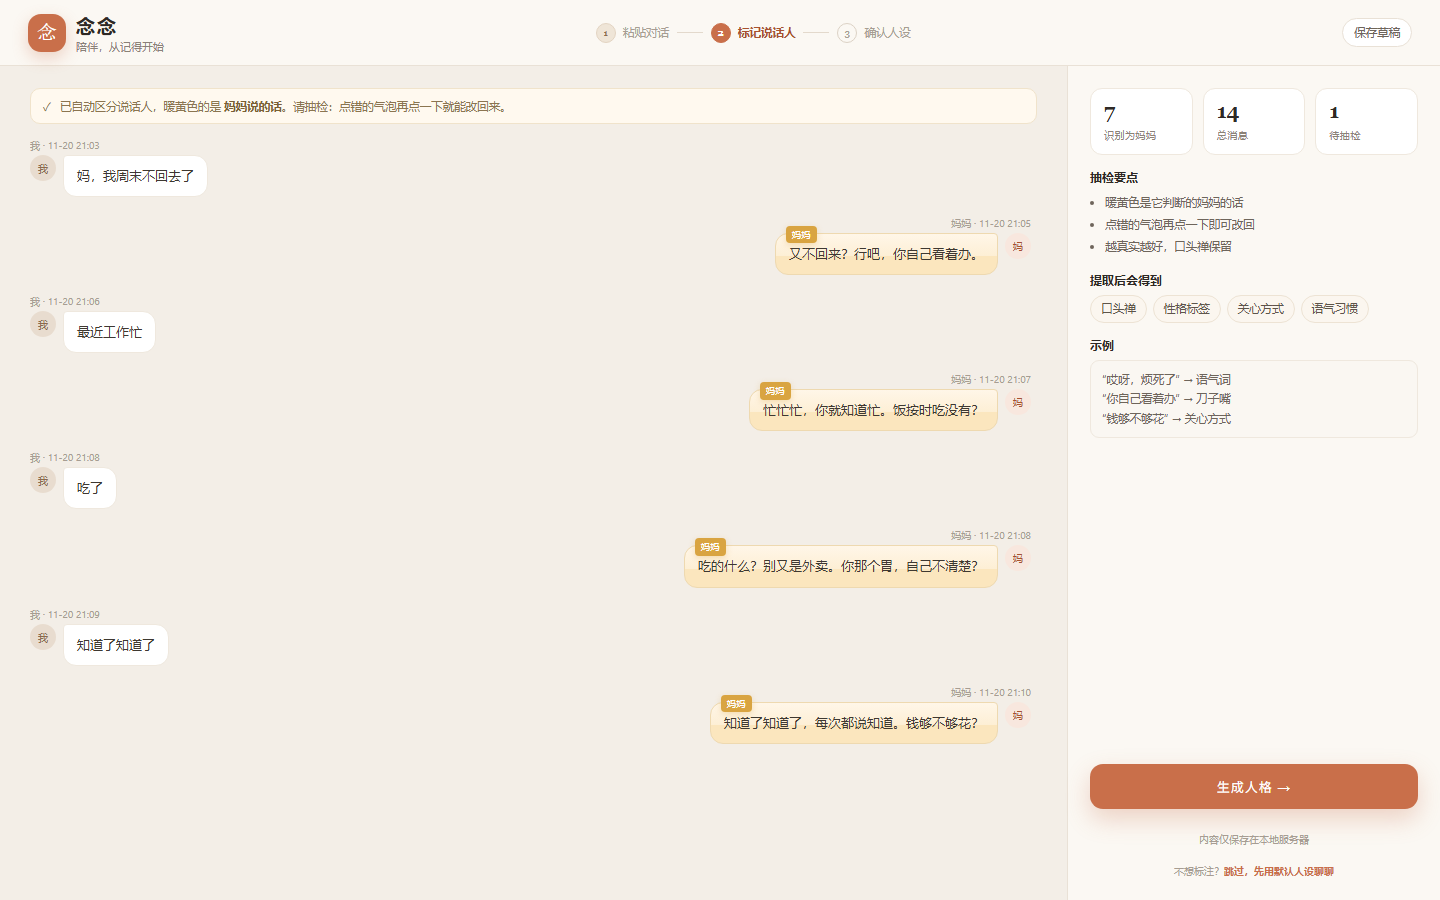 念
念念
陪伴，从记得开始
1 粘贴对话
2 标记说话人
3 确认人设
保存草稿
✓ 已自动区分说话人，暖黄色的是 妈妈说的话。请抽检：点错的气泡再点一下就能改回来。
我 · 11-20 21:03
我
妈，我周末不回去了
妈妈 · 11-20 21:05
妈妈
又不回来？行吧，你自己看着办。
妈
我 · 11-20 21:06
我
最近工作忙
妈妈 · 11-20 21:07
妈妈
忙忙忙，你就知道忙。饭按时吃没有？
妈
我 · 11-20 21:08
我
吃了
妈妈 · 11-20 21:08
妈妈
吃的什么？别又是外卖。你那个胃，自己不清楚？
妈
我 · 11-20 21:09
我
知道了知道了
妈妈 · 11-20 21:10
妈妈
知道了知道了，每次都说知道。钱够不够花？
妈
7
识别为妈妈
14
总消息
1
待抽检
抽检要点
• 暖黄色是它判断的妈妈的话
• 点错的气泡再点一下即可改回
• 越真实越好，口头禅保留
提取后会得到
口头禅
性格标签
关心方式
语气习惯
示例
“哎呀，烦死了” → 语气词
“你自己看着办” → 刀子嘴
“钱够不够花” → 关心方式
生成人格 →
内容仅保存在本地服务器
不想标注？跳过，先用默认人设聊聊